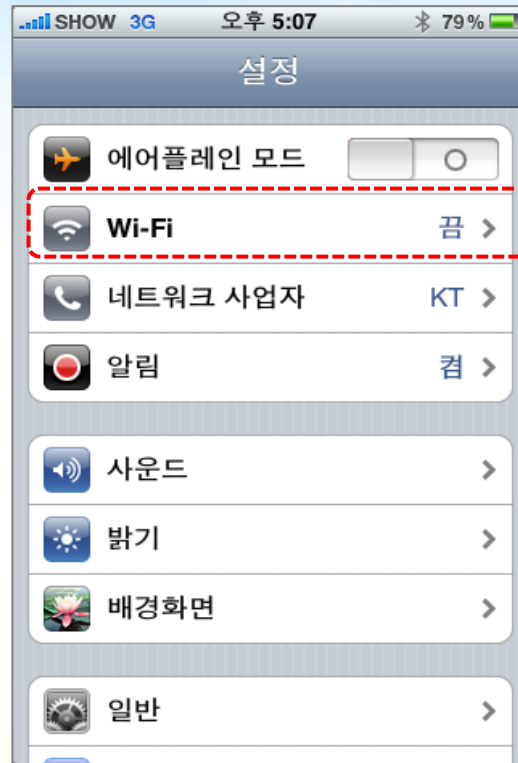 SHOW 3G 오후 5:07 79%
설정
에어플레인 모드
Wi-Fi 끔
네트워크 사업자 KT
알림 켬
사운드
밝기
배경화면
일반